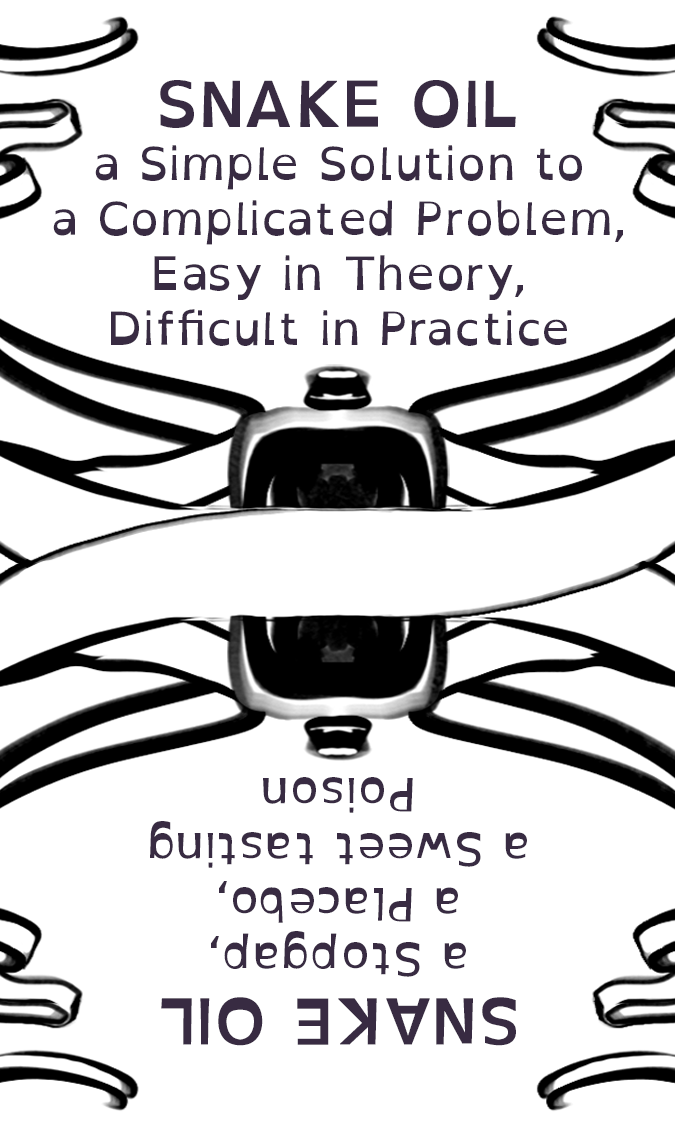 SNAKE OIL
a Simple Solution to
a Complicated Problem,
Easy in Theory,
Difficult in Practice
SNAKE OIL
a Stopgap,
a Placebo,
a Sweet tasting
Poison